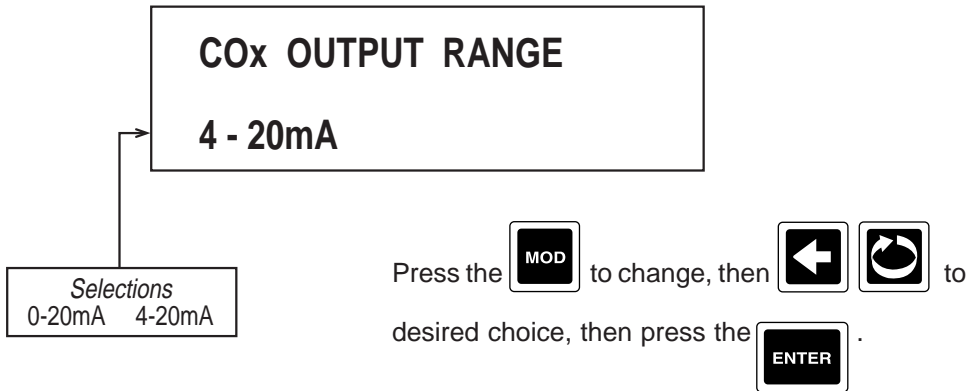 COx OUTPUT RANGE
4 - 20mA
Selections
0-20mA 4-20mA
Press the MOD to change, then to
desired choice, then press the ENTER .